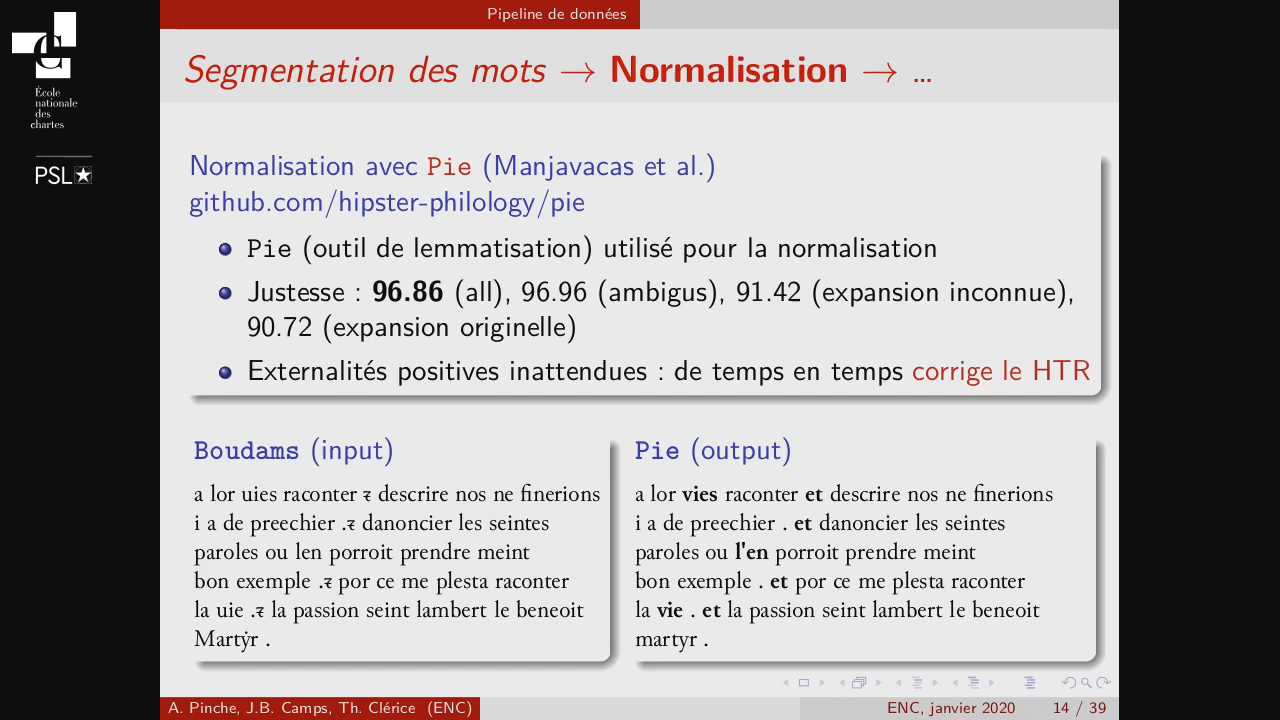 École
nationale
des
chartes
PSL
Pipeline de données
Segmentation des mots → Normalisation → ...
Normalisation avec Pie (Manjavacas et al.)
github.com/hipster-philology/pie
Pie (outil de lemmatisation) utilisé pour la normalisation
Justesse : 96.86 (all), 96.96 (ambigus), 91.42 (expansion inconnue),
90.72 (expansion originelle)
Externalités positives inattendues : de temps en temps corrige le HTR
Boudams (input)
a lor uies raconter ꝛ̵ descrire nos ne finerions
i a de preechier .ꝛ̵ danoncier les seintes
paroles ou len porroit prendre meint
bon exemple .ꝛ̵ por ce me plesta raconter
la uie .ꝛ̵ la passion seint lambert le beneoit
Martẏr .
Pie (output)
a lor vies raconter et descrire nos ne finerions
i a de preechier . et danoncier les seintes
paroles ou l'en porroit prendre meint
bon exemple . et por ce me plesta raconter
la vie . et la passion seint lambert le beneoit
martyr .
A. Pinche, J.B. Camps, Th. Clérice (ENC)
ENC, janvier 2020
14 / 39